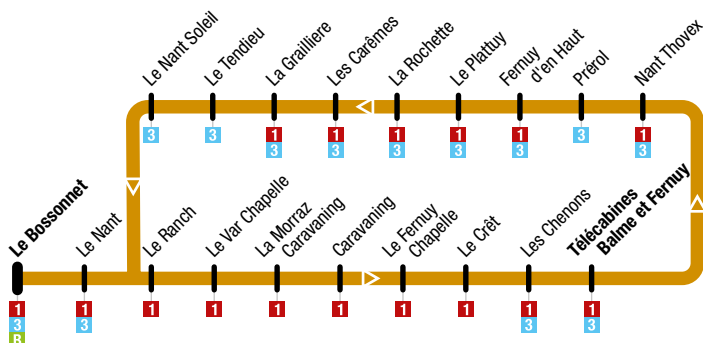 Le Nant Soleil
Le Tendieu
La Grailliere
Les Carêmes
La Rochette
Le Plattuy
Fernuy
d'en Haut
Prérol
Nant Thovex
3
3
1
3
1
3
1
3
1
3
1
3
3
1
3
Le Bossonnet
Le Nant
Le Ranch
Le Var Chapelle
La Morraz
Caravaning
Caravaning
Le Fernuy
Chapelle
Le Crêt
Les Chenons
Télécabines
Balme et Fernuy
1
3
B
1
3
1
1
1
1
1
1
1
3
1
3